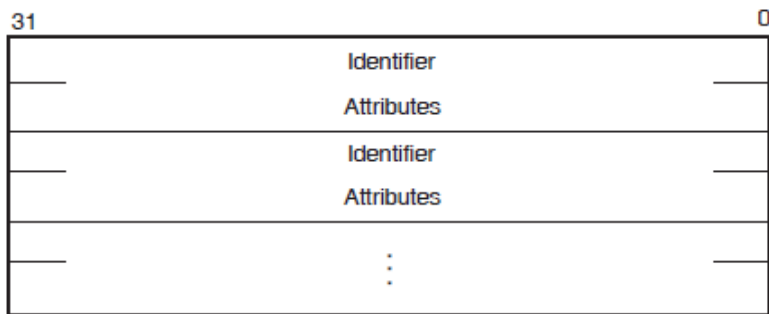 31 0
Identifier
Attributes
Identifier
Attributes
⋮